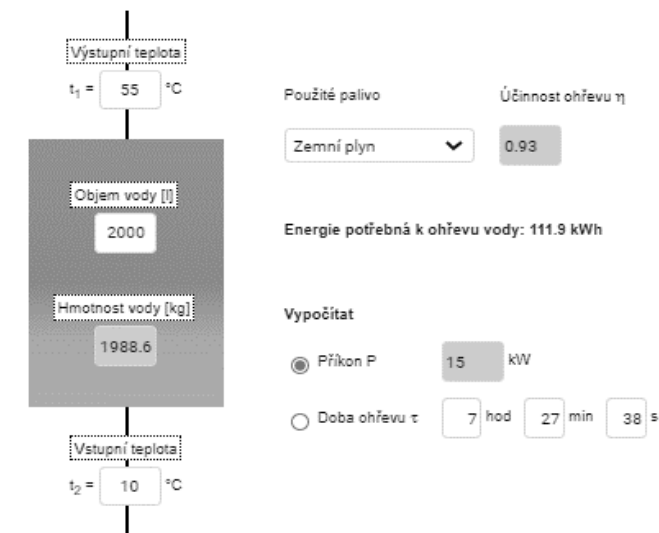 Výstupní teplota
t₁ = 55 °C
Objem vody [l]
2000
Hmotnost vody [kg]
1988.6
Vstupní teplota
t₂ = 10 °C
Použité palivo Účinnost ohřevu η
Zemní plyn 0.93
Energie potřebná k ohřevu vody: 111.9 kWh
Vypočítat
Příkon P 15 kW
Doba ohřevu τ 7 hod 27 min 38 s